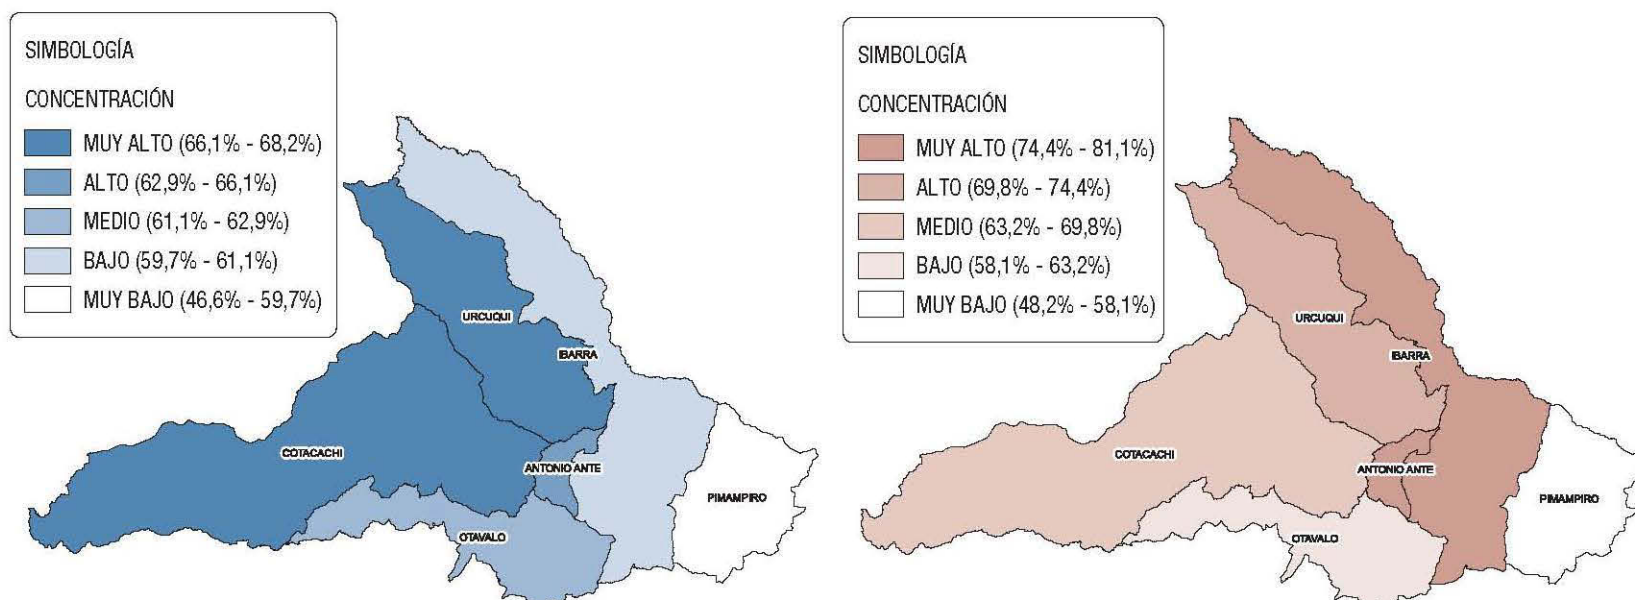 SIMBOLOGÍA
CONCENTRACIÓN
MUY ALTO (66,1% - 68,2%)
ALTO (62,9% - 66,1%)
MEDIO (61,1% - 62,9%)
BAJO (59,7% - 61,1%)
MUY BAJO (46,6% - 59,7%)
URCUQUI
IBARRA
COTACACHI
ANTONIO ANTE
PIMAMPIRO
OTAVALO
SIMBOLOGÍA
CONCENTRACIÓN
MUY ALTO (74,4% - 81,1%)
ALTO (69,8% - 74,4%)
MEDIO (63,2% - 69,8%)
BAJO (58,1% - 63,2%)
MUY BAJO (48,2% - 58,1%)
URCUQUI
IBARRA
COTACACHI
ANTONIO ANTE
PIMAMPIRO
OTAVALO